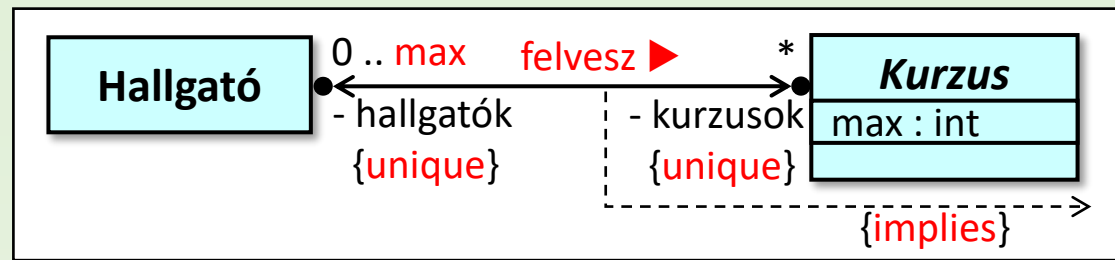 Hallgató
0 .. max
felvesz ▶
*
- hallgatók
{unique}
- kurzusok
{unique}
Kurzus
max : int
{implies}